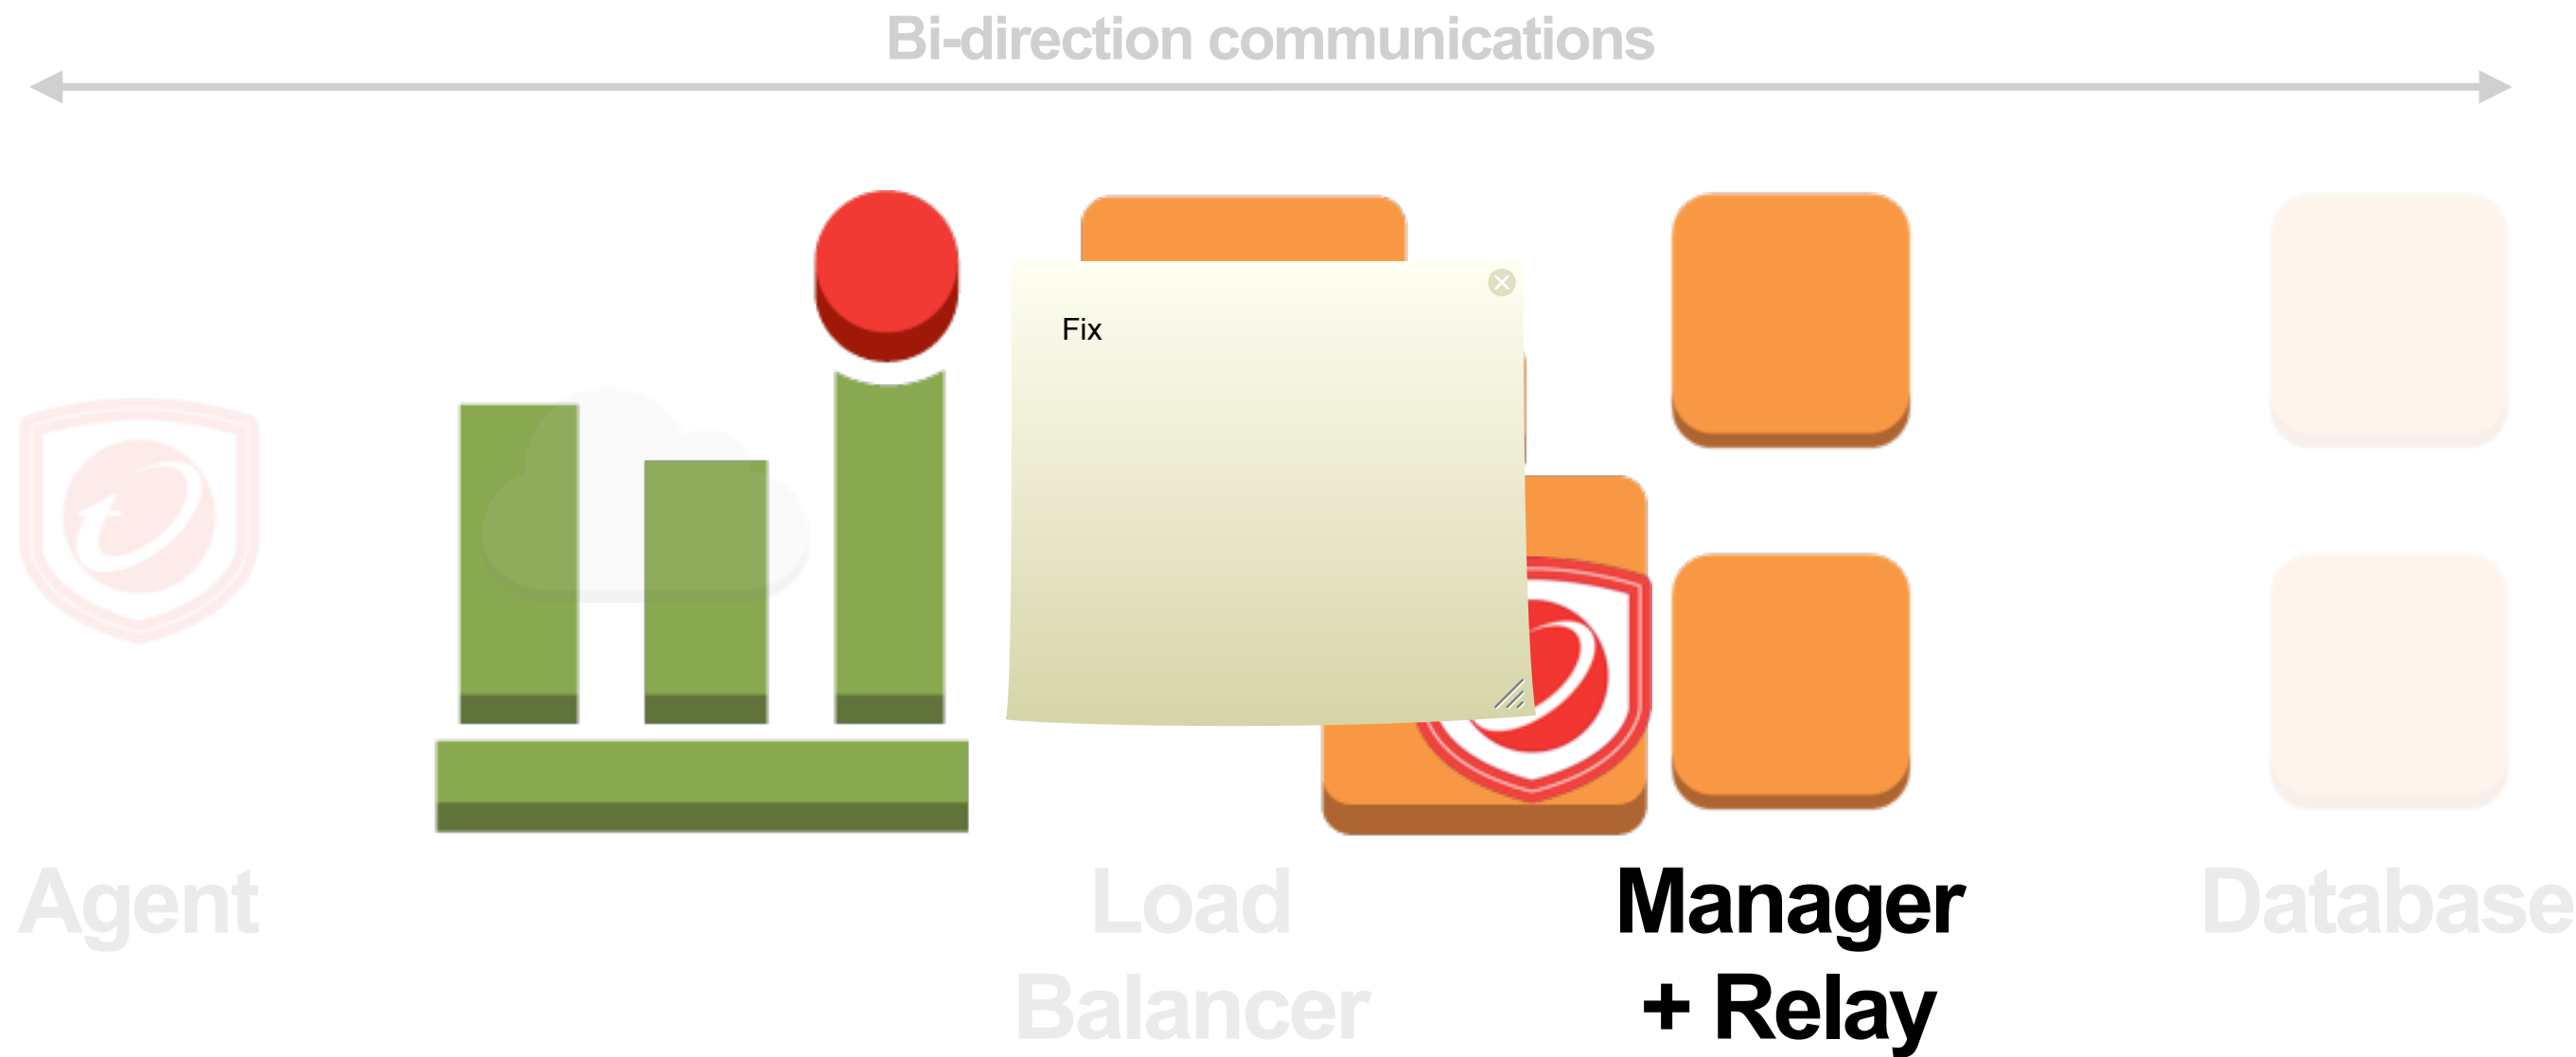 Bi-direction communications
Fix
Agent
Load
Balancer
Manager
+ Relay
Database